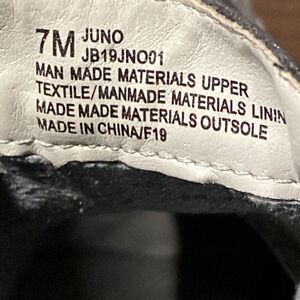 7M JUNO
JB19JNO01
MAN MADE MATERIALS UPPER
TEXTILE/MANMADE MATERIALS LININ
MADE MADE MATERIALS OUTSOLE
MADE IN CHINA/F19